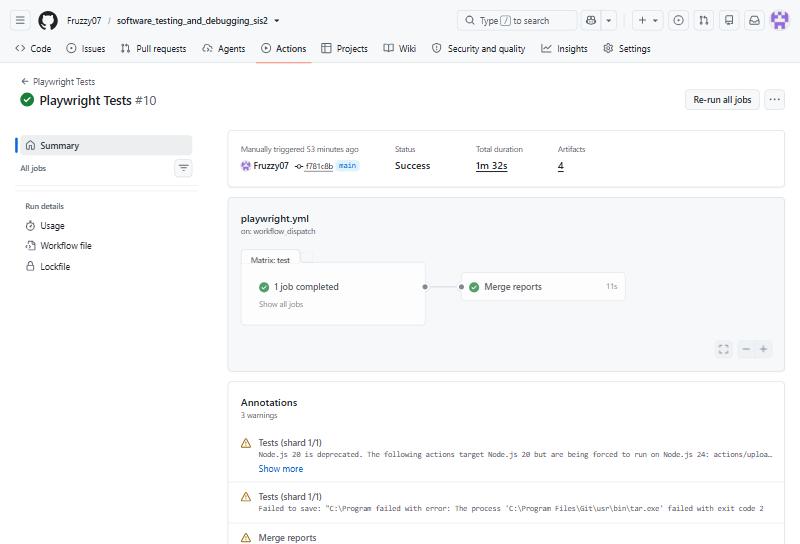 Fruzzy07 / software_testing_and_debugging_sis2
Type / to search
Code
Issues
Pull requests
Agents
Actions
Projects
Wiki
Security and quality
Insights
Settings
Playwright Tests
Playwright Tests #10
Re-run all jobs
Summary
All jobs
Run details
Usage
Workflow file
Lockfile
Manually triggered 53 minutes ago
Fruzzy07 f781c8b main
Status
Success
Total duration
1m 32s
Artifacts
4
playwright.yml
on: workflow_dispatch
Matrix: test
1 job completed
Show all jobs
Merge reports 11s
Annotations
3 warnings
Tests (shard 1/1)
Node.js 20 is deprecated. The following actions target Node.js 20 but are being forced to run on Node.js 24: actions/uploa…
Show more
Tests (shard 1/1)
Failed to save: "C:\Program failed with error: The process 'C:\Program Files\Git\usr\bin\tar.exe' failed with exit code 2
Merge reports